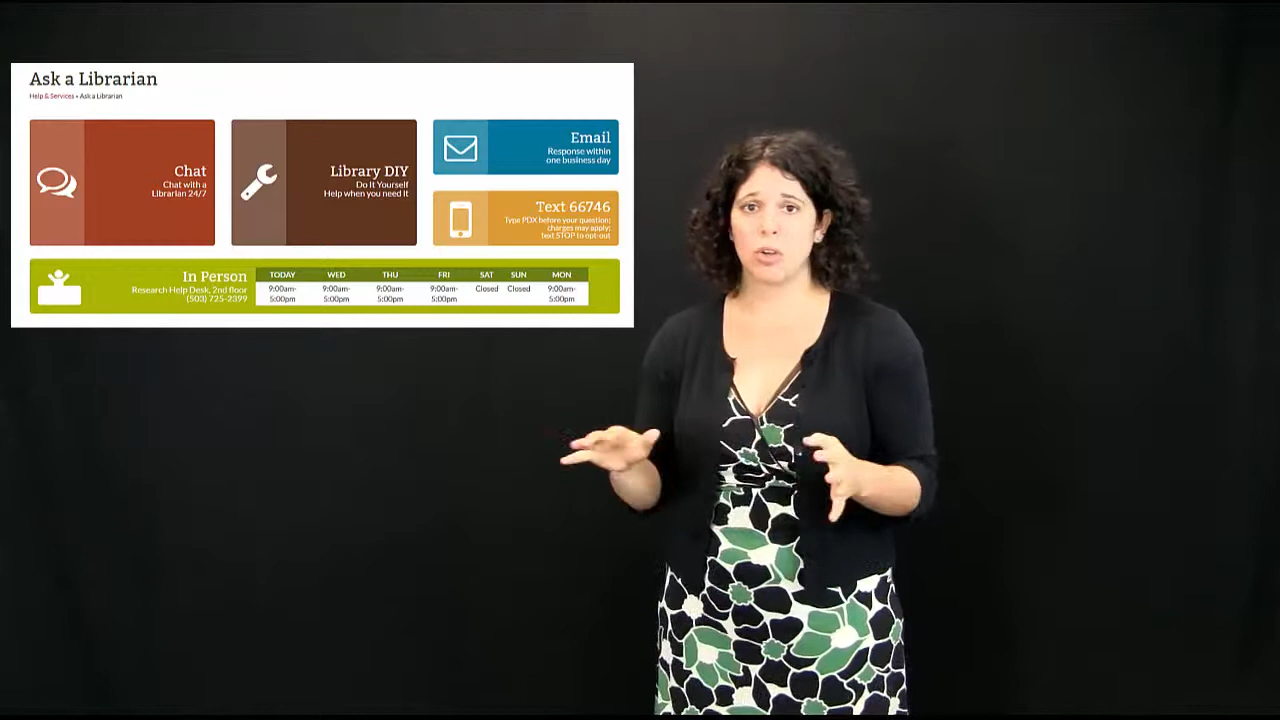 Ask a Librarian
Help & Services • Ask a Librarian
Chat
Chat with a
Librarian 24/7
Library DIY
Do It Yourself
Help when you need it
Email
Response within
one business day
Text 66746
Type PDX before your question;
charges may apply;
text STOP to opt-out
In Person
Research Help Desk, 2nd floor
(503) 725-2399
TODAY WED THU FRI SAT SUN MON
9:00am- 9:00am- 9:00am- 9:00am- Closed Closed 9:00am-
5:00pm 5:00pm 5:00pm 5:00pm 5:00pm